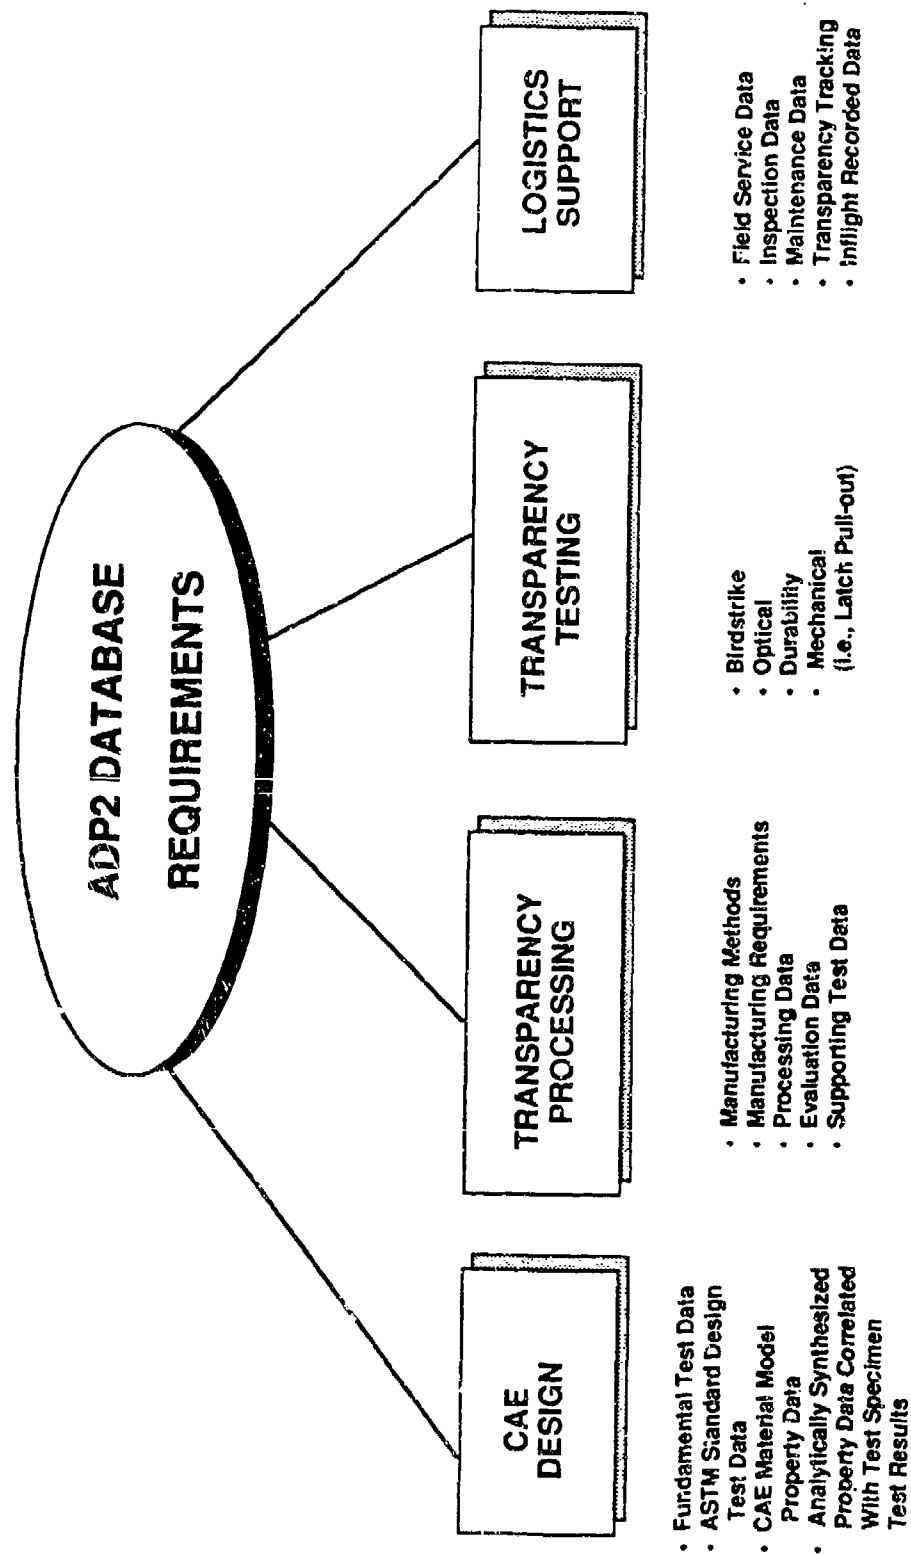 ADP2 DATABASE
REQUIREMENTS
CAE
DESIGN
• Fundamental Test Data
• ASTM Standard Design
Test Data
• CAE Material Model
Property Data
• Analytically Synthesized
Property Data Correlated
With Test Specimen
Test Results
TRANSPARENCY
PROCESSING
• Manufacturing Methods
• Manufacturing Requirements
• Processing Data
• Evaluation Data
• Supporting Test Data
TRANSPARENCY
TESTING
• Birdstrike
• Optical
• Durability
• Mechanical
(i.e., Latch Pull-out)
LOGISTICS
SUPPORT
• Field Service Data
• Inspection Data
• Maintenance Data
• Transparency Tracking
• Inflight Recorded Data